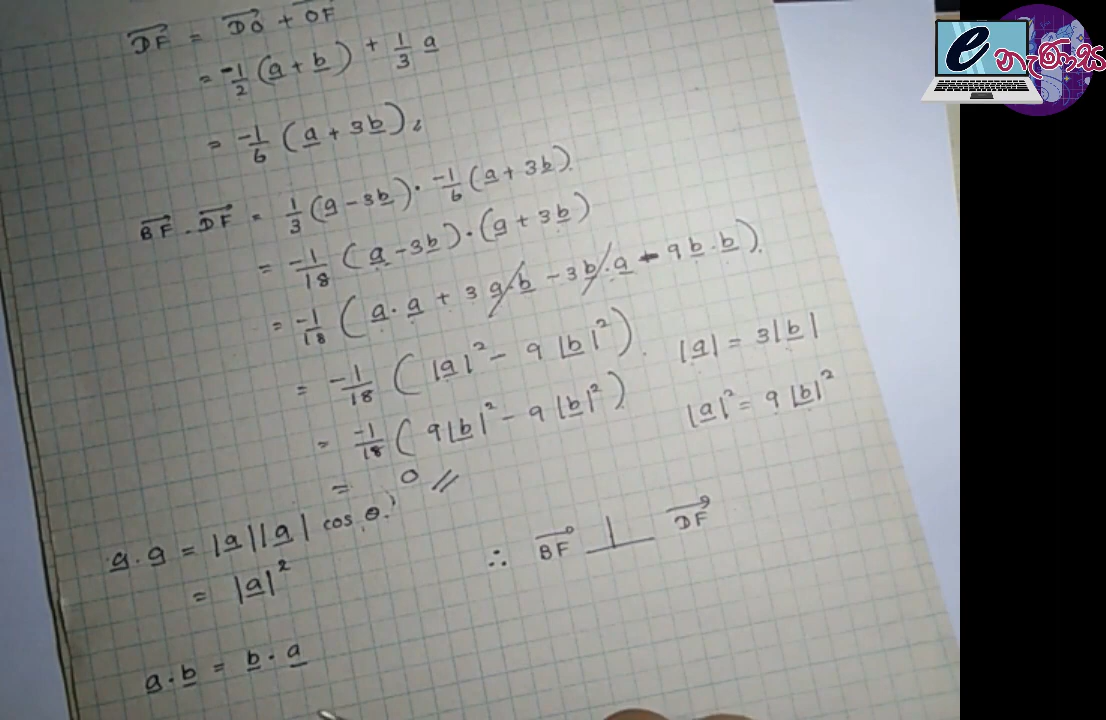 DF = DO + OF
= -1/2 (a + b) + 1/3 a
= -1/6 (a + 3b)
BF . DF = 1/3 (a - 3b) . -1/6 (a + 3b)
= -1/18 (a - 3b) . (a + 3b)
= -1/18 (a . a + 3 a . b - 3b . a - 9 b . b)
= -1/18 (|a|² - 9 |b|²)
|a| = 3|b|
= -1/18 (9|b|² - 9 |b|²)
|a|² = 9|b|²
= 0 //
a . a = |a||a| cos θ
∴ BF ⊥ DF
= |a|²
a . b = b . a
e නැණස